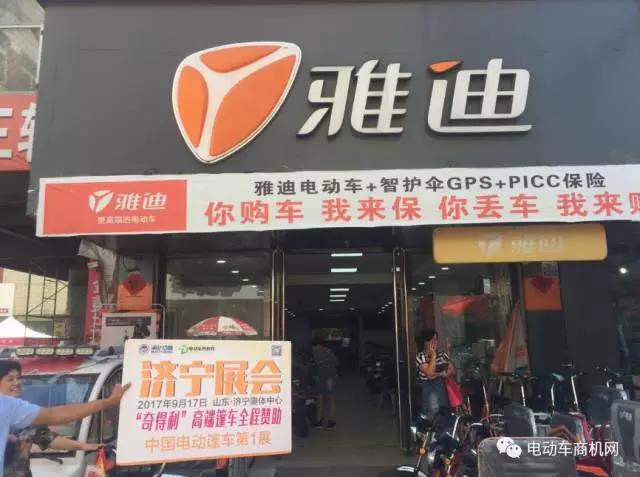 雅迪
雅迪电动车+智护伞GPS+PICC保险
雅迪
更高端的电动车
你购车 我来保 你丢车 我来赔
雅迪
济宁展会
2017年9月17日 山东·济宁奥体中心
“奇得利”高端篷车全程赞助
中国电动篷车第1展
电动车商机网